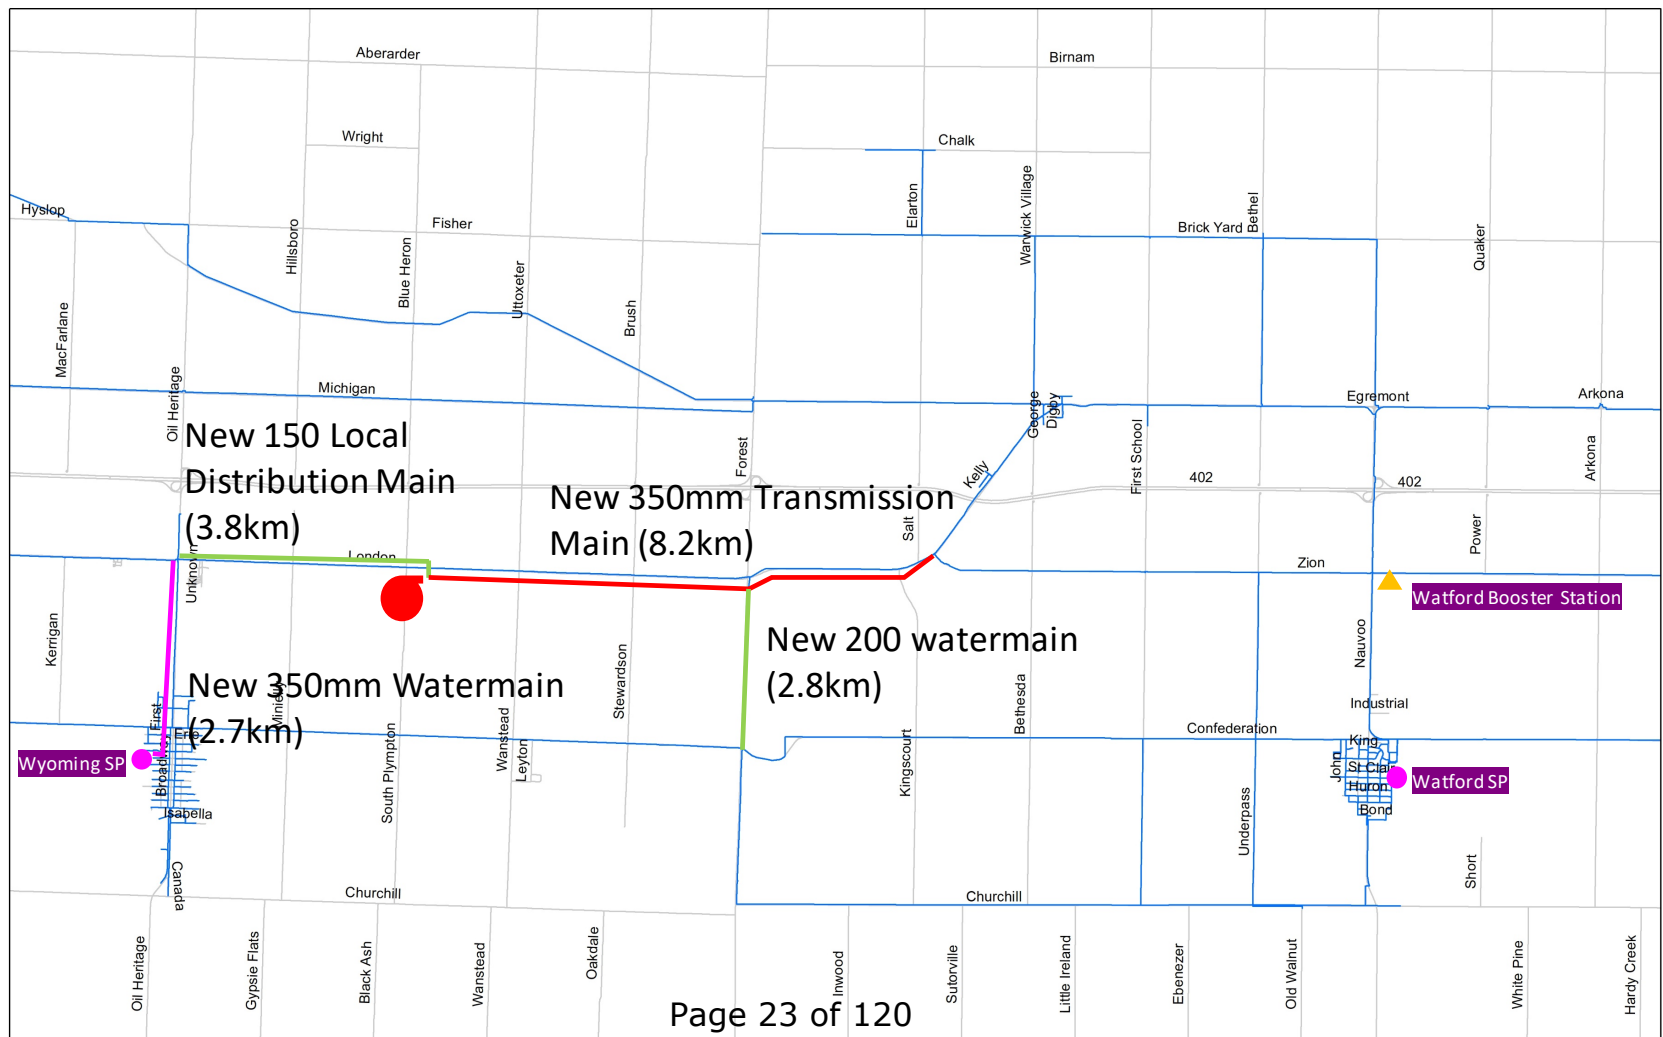 Aberarder
Birnam
Wright
Chalk
Elarton
Warwick Village
Bethel
Hyslop
Fisher
Brick Yard
Hillsboro
Blue Heron
Uttoxeter
Brush
Quaker
MacFarlane
Oil Heritage
Michigan
George
Digby
Egremont
Arkona
New 150 Local
Distribution Main
(3.8km)
Forest
Kelly
First School
402
402
Arkona
New 350mm Transmission
Main (8.2km)
Salt
Power
Unknown
London
Zion
Watford Booster Station
Kerrigan
Stewardson
New 200 watermain
(2.8km)
Nauvoo
New 350mm Watermain
(2.7km)
Minielly
First
Erie
Broadway
Wyoming SP
Isabella
Canada
South Plympton
Wanstead
Leyton
Kingscourt
Bethesda
Confederation
Industrial
King
John
St Clair
Huron
Bond
Watford SP
Underpass
Short
Churchill
Churchill
Oil Heritage
Gypsie Flats
Black Ash
Wanstead
Oakdale
Inwood
Sutorville
Little Ireland
Ebenezer
Old Walnut
White Pine
Hardy Creek
Page 23 of 120